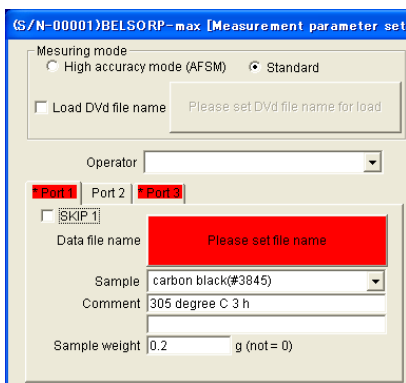 (S/N-00001)BELSORP-max [Measurement parameter set
Mesuring mode
High accuracy mode (AFSM) Standard
Load DVd file name Please set DVd file name for load
Operator
* Port 1 Port 2 * Port 3
SKIP 1
Data file name Please set file name
Sample carbon black(#3845)
Comment 305 degree C 3 h
Sample weight 0.2 g (not = 0)